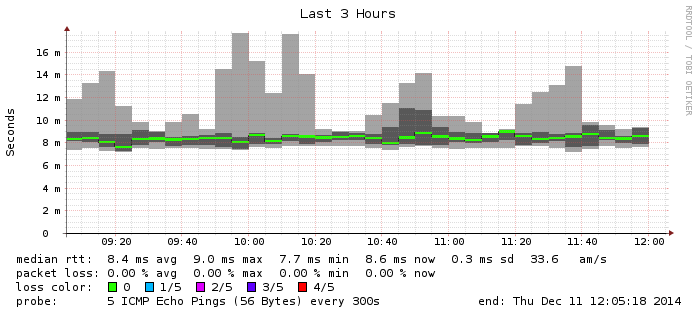 Last 3 Hours
RRDTOOL / TOBI OETIKER
Seconds
16 m
14 m
12 m
10 m
8 m
6 m
4 m
2 m
0
09:20 09:40 10:00 10:20 10:40 11:00 11:20 11:40 12:00
median rtt: 8.4 ms avg 9.0 ms max 7.7 ms min 8.6 ms now 0.3 ms sd 33.6 am/s
packet loss: 0.00 % avg 0.00 % max 0.00 % min 0.00 % now
loss color: 0 1/5 2/5 3/5 4/5
probe: 5 ICMP Echo Pings (56 Bytes) every 300s end: Thu Dec 11 12:05:18 2014